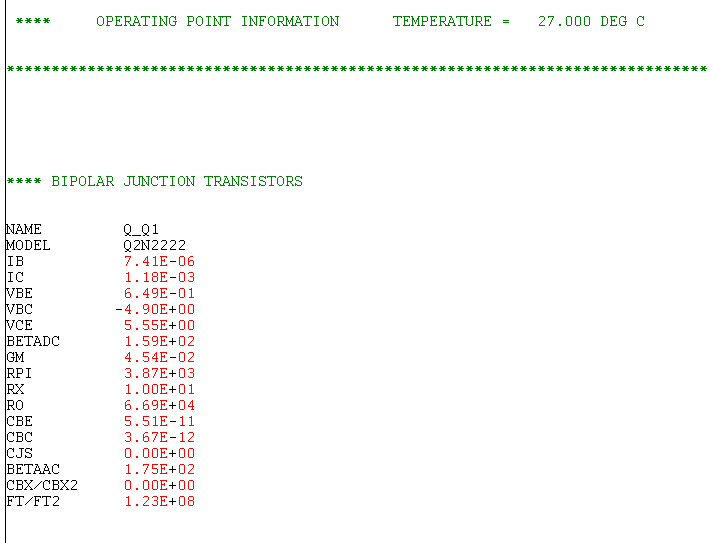 **** OPERATING POINT INFORMATION TEMPERATURE = 27.000 DEG C
******************************************************************************
**** BIPOLAR JUNCTION TRANSISTORS
NAME Q_Q1
MODEL Q2N2222
IB 7.41E-06
IC 1.18E-03
VBE 6.49E-01
VBC -4.90E+00
VCE 5.55E+00
BETADC 1.59E+02
GM 4.54E-02
RPI 3.87E+03
RX 1.00E+01
RO 6.69E+04
CBE 5.51E-11
CBC 3.67E-12
CJS 0.00E+00
BETAAC 1.75E+02
CBX/CBX2 0.00E+00
FT/FT2 1.23E+08